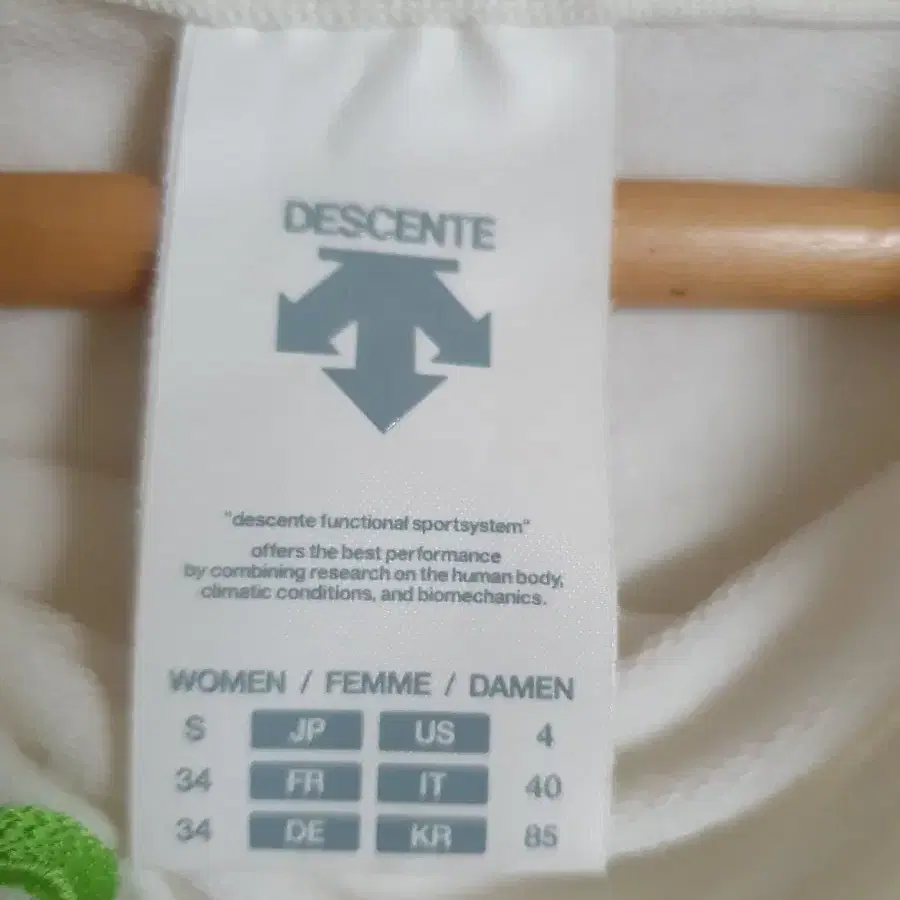 DESCENTE
"descente functional sportsystem"
offers the best performance
by combining research on the human body,
climatic conditions, and biomechanics.
WOMEN / FEMME / DAMEN
S JP US 4
34 FR IT 40
34 DE KR 85